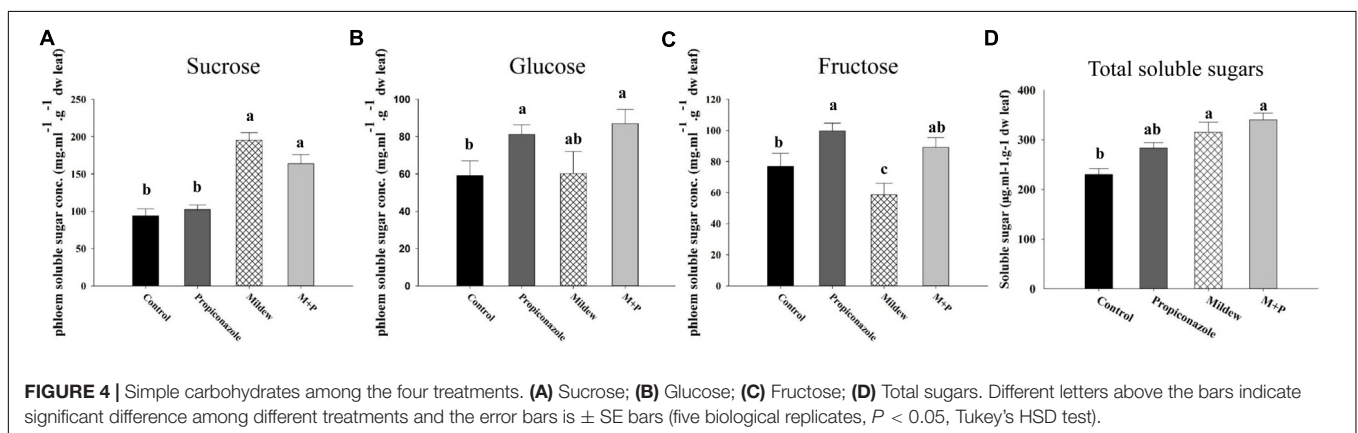 A
Sucrose
phloem soluble sugar conc. (mg.ml⁻¹.g⁻¹ dw leaf)
250
200
150
100
50
0
b
b
a
a
Control
Propiconazole
Mildew
M+P
B
Glucose
phloem soluble sugar conc. (mg.ml⁻¹.g⁻¹ dw leaf)
100
80
60
40
20
0
b
a
ab
a
Control
Propiconazole
Mildew
M+P
C
Fructose
phloem soluble sugar conc. (mg.ml⁻¹.g⁻¹ dw leaf)
120
100
80
60
40
20
0
b
a
c
ab
Control
Propiconazole
Mildew
M+P
D
Total soluble sugars
Soluble sugar (µg.ml-1.g-1 dw leaf)
400
300
200
300
0
b
ab
a
a
Control
Propiconazole
Mildew
M+P
FIGURE 4 | Simple carbohydrates among the four treatments. (A) Sucrose; (B) Glucose; (C) Fructose; (D) Total sugars. Different letters above the bars indicate
significant difference among different treatments and the error bars is ± SE bars (five biological replicates, P < 0.05, Tukey's HSD test).